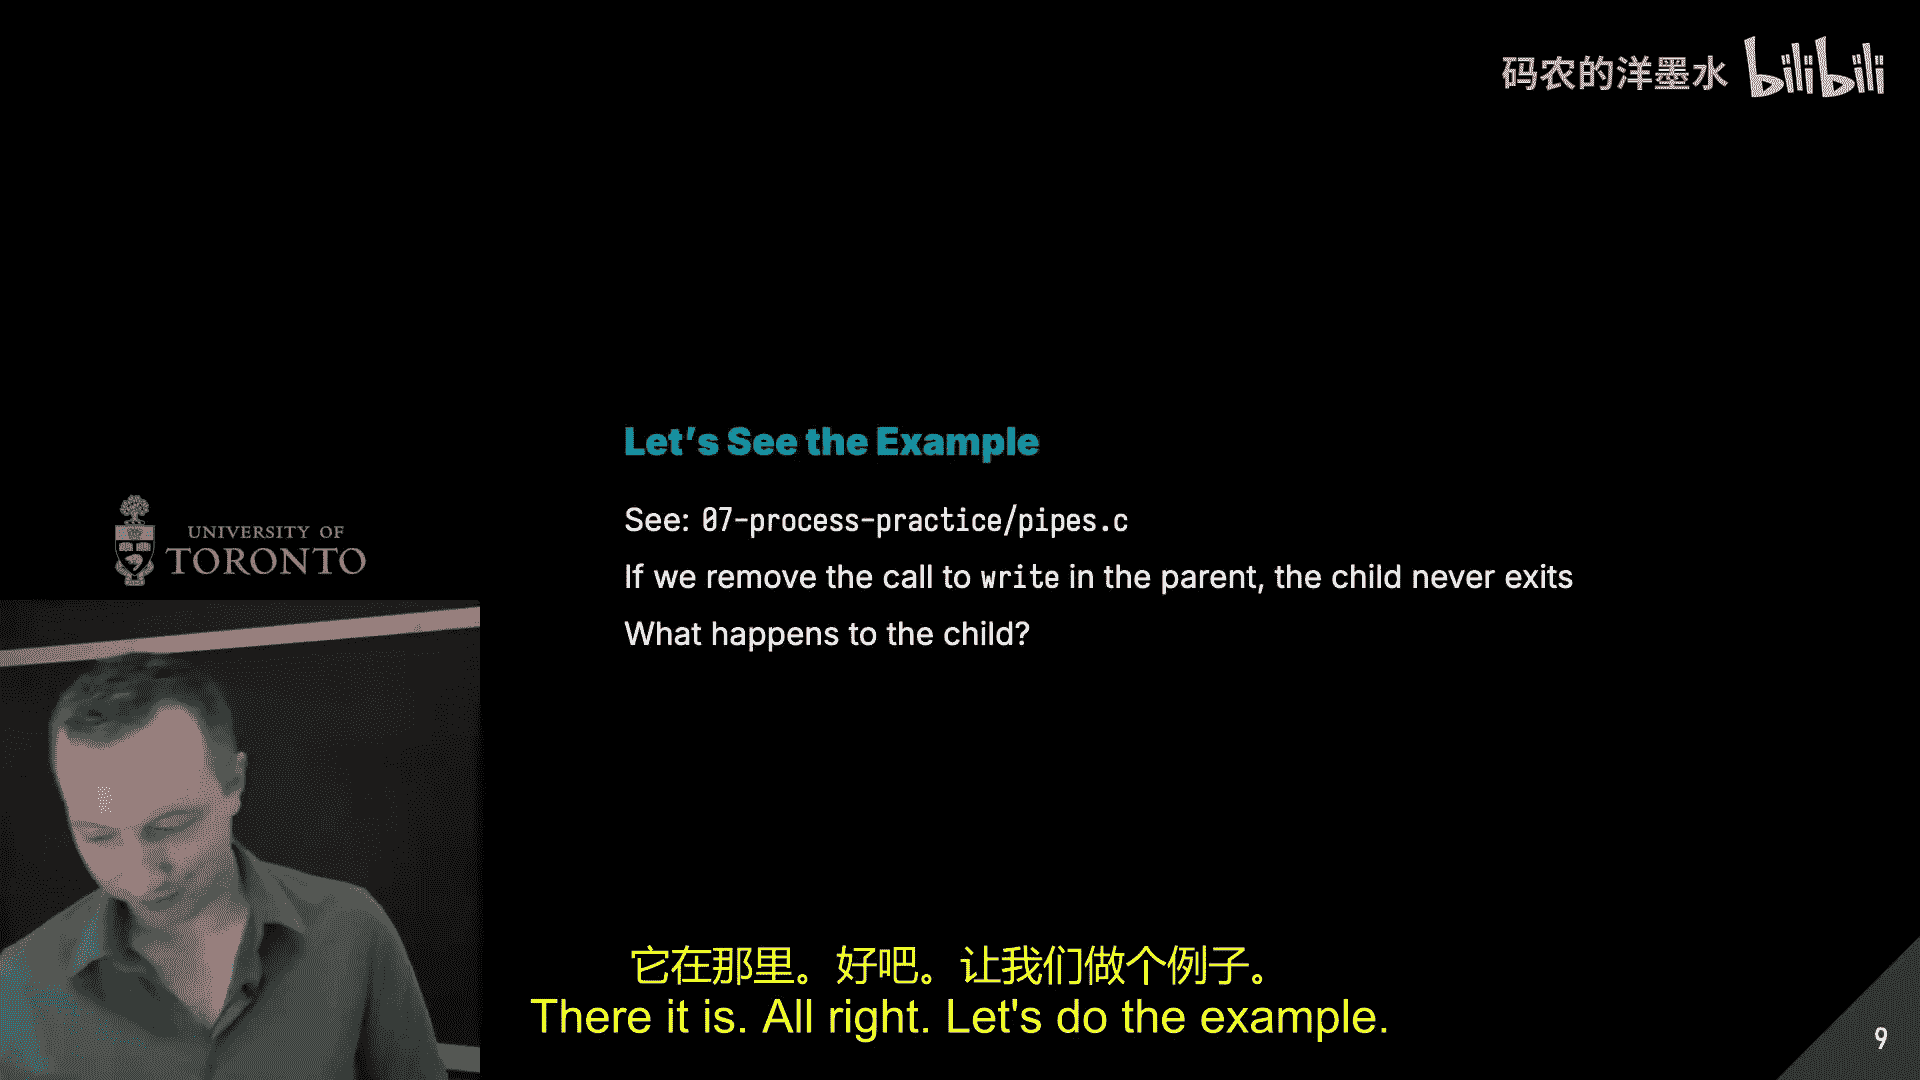 码农的洋墨水 bilibili
Let's See the Example
See: 07-process-practice/pipes.c
If we remove the call to write in the parent, the child never exits
What happens to the child?
UNIVERSITY OF
TORONTO
它在那里。好吧。让我们做个例子。
There it is. All right. Let's do the example.
9